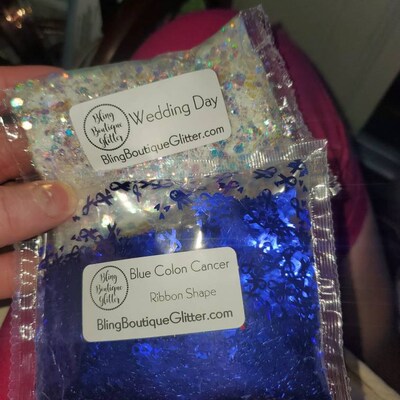 Bling
Boutique
Glitter
Wedding Day
BlingBoutiqueGlitter.com
Bling
Boutique
Glitter
Blue Colon Cancer
Ribbon Shape
BlingBoutiqueGlitter.com